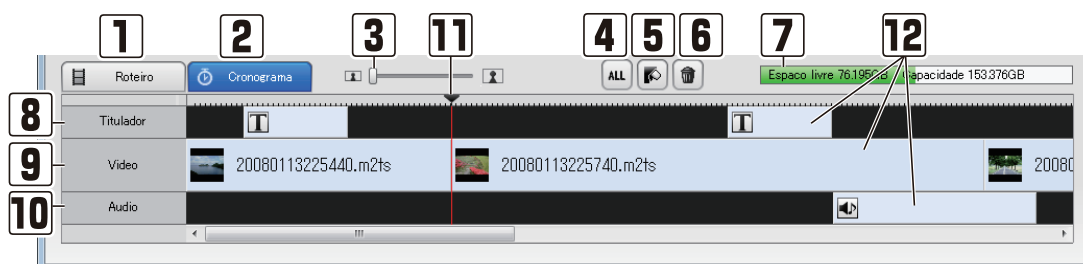 1 2 3 11 4 5 6 7 12
Roteiro Cronograma ALL Espaco livre 76.195GB Capacidade 153.376GB
8 Titulador T T
9 Video 20080113225440.m2ts 20080113225740.m2ts 20080
10 Audio